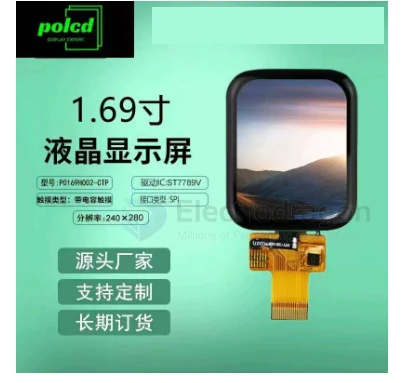 polcd
DISPLAY EXPERT
1.69寸
液晶显示屏
型号: P0169H002-CTP
驱动IC:ST7789V
触摸类型: 带电容触摸
接口类型:SPI
分辨率:240×280
源头厂家
支持定制
长期订货